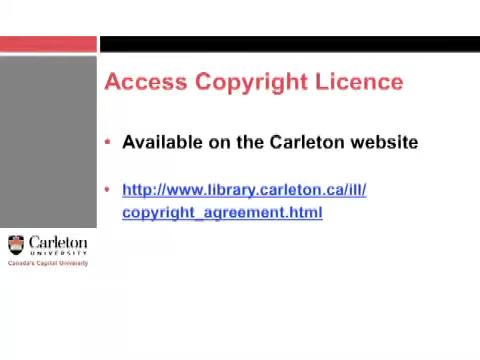 Access Copyright Licence
• Available on the Carleton website
• http://www.library.carleton.ca/ill/
copyright_agreement.html
Carleton
UNIVERSITY
Canada's Capital University